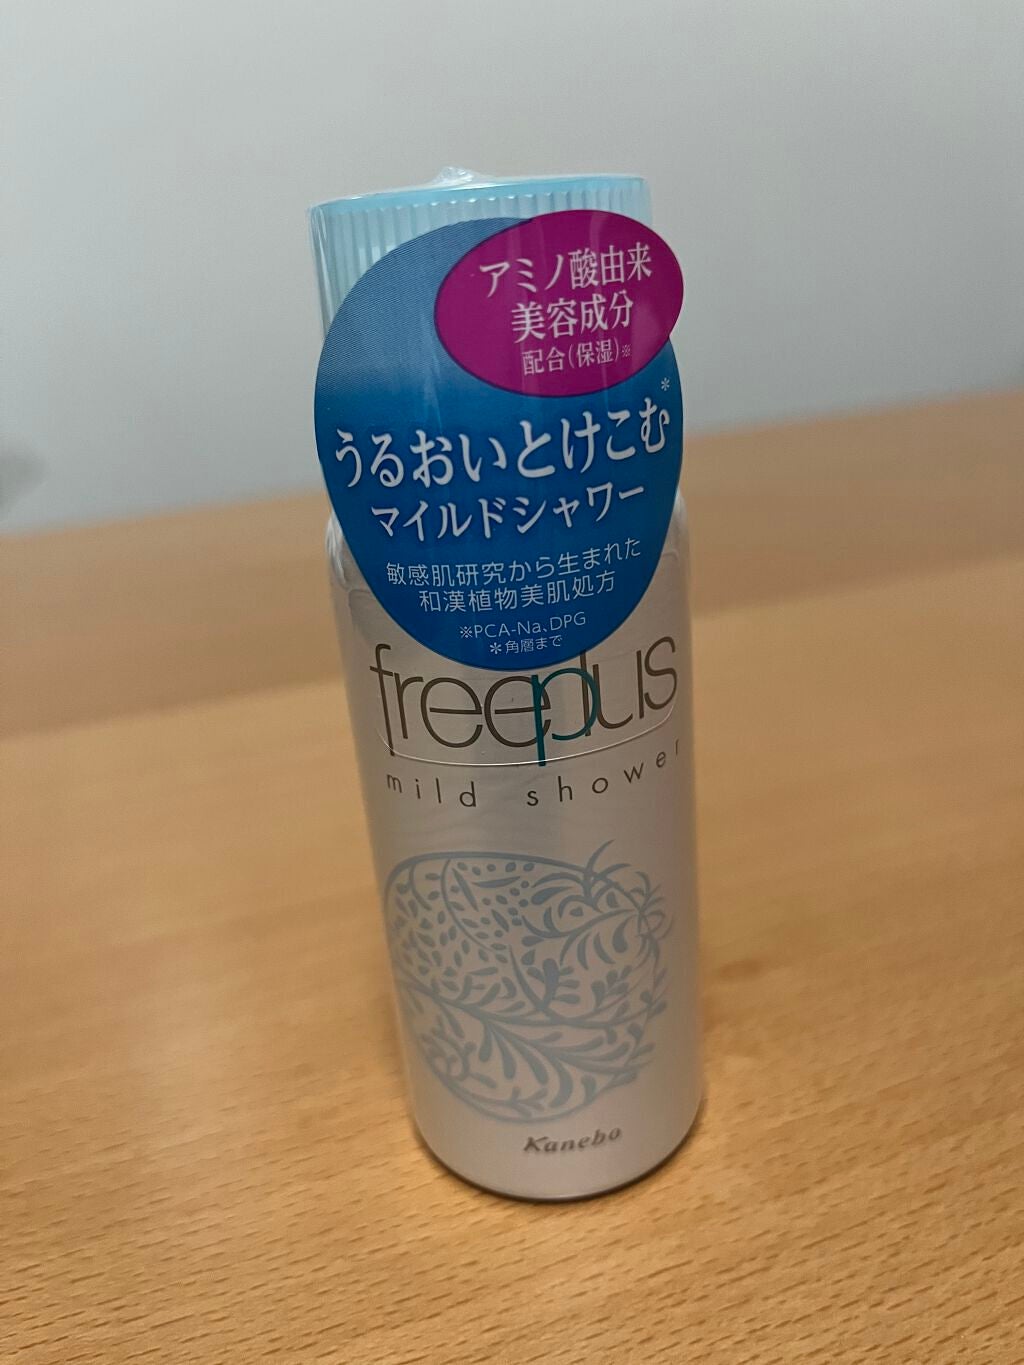 アミノ酸由来
美容成分
配合(保湿)※
うるおいとけこむ*
マイルドシャワー
敏感肌研究から生まれた
和漢植物美肌処方
※PCA-Na、DPG
*角層まで
freeplus
mild shower
Kanebo